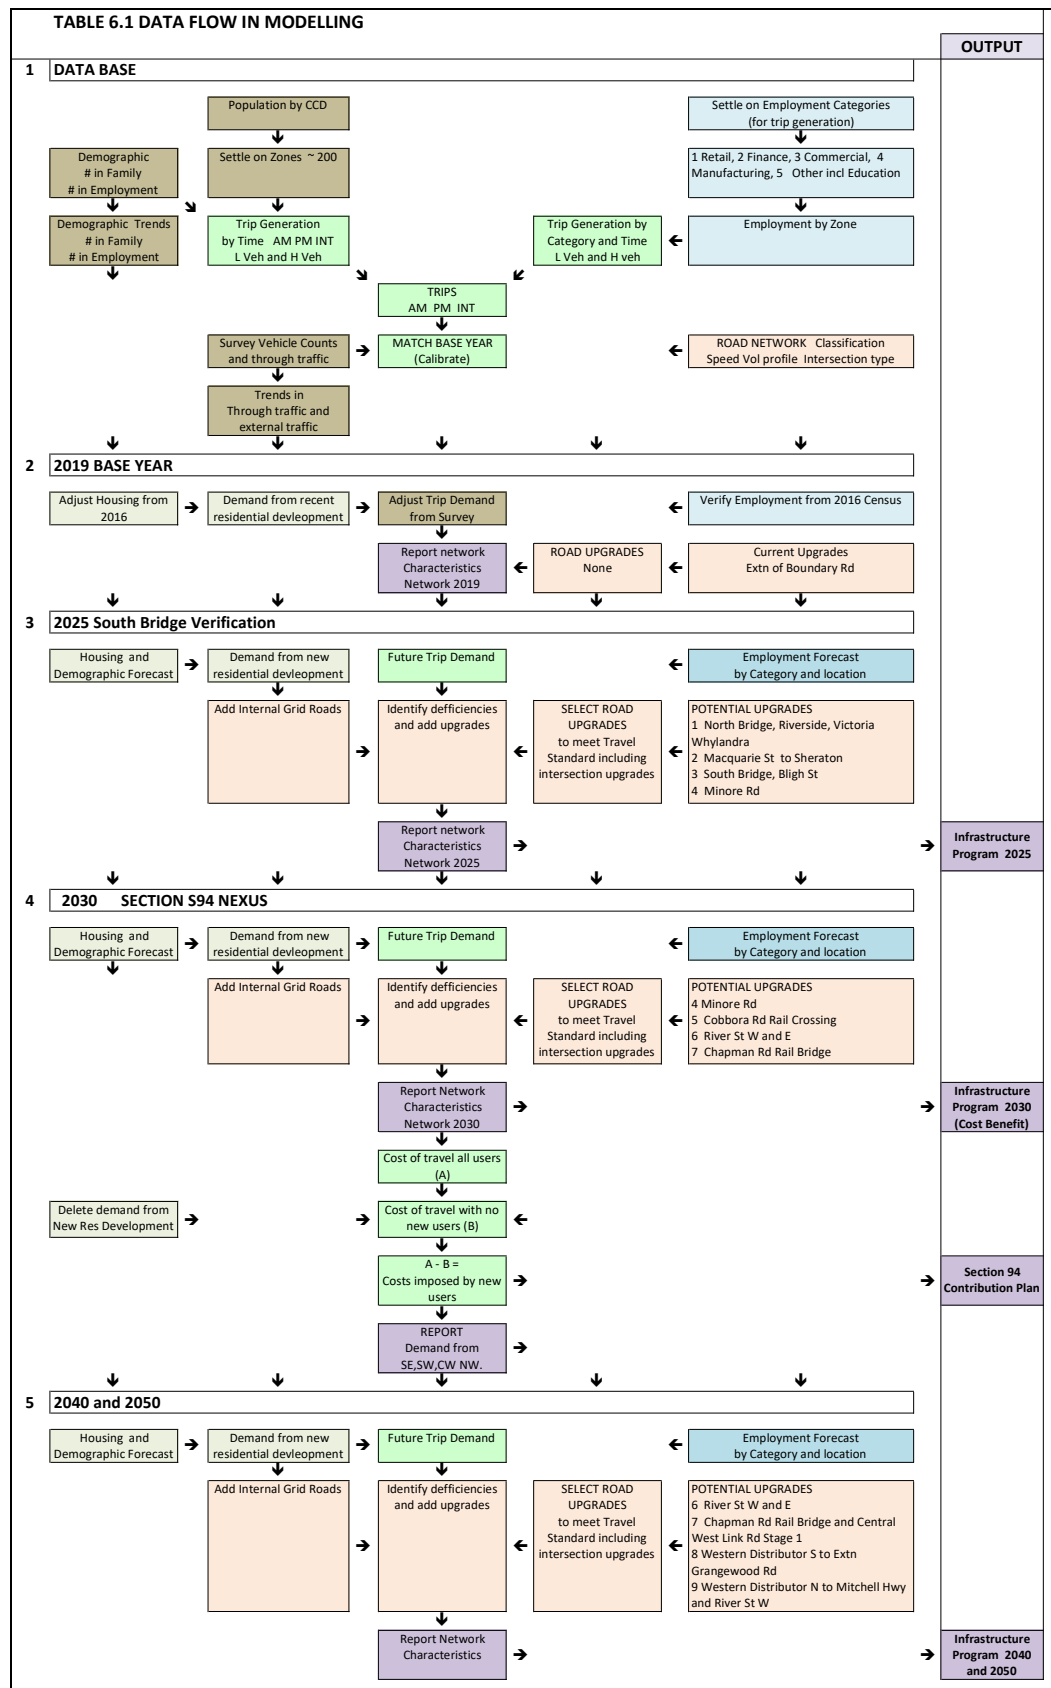 TABLE 6.1 DATA FLOW IN MODELLING
OUTPUT
1 DATA BASE
Population by CCD
Settle on Employment Categories
(for trip generation)
Demographic
# in Family
# in Employment
Settle on Zones ~ 200
1 Retail, 2 Finance, 3 Commercial, 4
Manufacturing, 5 Other incl Education
Demographic Trends
# in Family
# in Employment
Trip Generation
by Time AM PM INT
L Veh and H Veh
Trip Generation by
Category and Time
L Veh and H veh
Employment by Zone
TRIPS
AM PM INT
Survey Vehicle Counts
and through traffic
MATCH BASE YEAR
(Calibrate)
ROAD NETWORK Classification
Speed Vol profile Intersection type
Trends in
Through traffic and
external traffic
2 2019 BASE YEAR
Adjust Housing from
2016
Demand from recent
residential devleopment
Adjust Trip Demand
from Survey
Verify Employment from 2016 Census
Report network
Characteristics
Network 2019
ROAD UPGRADES
None
Current Upgrades
Extn of Boundary Rd
3 2025 South Bridge Verification
Housing and
Demographic Forecast
Demand from new
residential devleopment
Future Trip Demand
Employment Forecast
by Category and location
Add Internal Grid Roads
Identify defficiencies
and add upgrades
SELECT ROAD
UPGRADES
to meet Travel
Standard including
intersection upgrades
POTENTIAL UPGRADES
1 North Bridge, Riverside, Victoria
Whylandra
2 Macquarie St to Sheraton
3 South Bridge, Bligh St
4 Minore Rd
Report network
Characteristics
Network 2025
Infrastructure
Program 2025
4 2030 SECTION S94 NEXUS
Housing and
Demographic Forecast
Demand from new
residential devleopment
Future Trip Demand
Employment Forecast
by Category and location
Add Internal Grid Roads
Identify defficiencies
and add upgrades
SELECT ROAD
UPGRADES
to meet Travel
Standard including
intersection upgrades
POTENTIAL UPGRADES
4 Minore Rd
5 Cobbora Rd Rail Crossing
6 River St W and E
7 Chapman Rd Rail Bridge
Report Network
Characteristics
Network 2030
Infrastructure
Program 2030
(Cost Benefit)
Cost of travel all users
(A)
Delete demand from
New Res Development
Cost of travel with no
new users (B)
A - B =
Costs imposed by new
users
Section 94
Contribution Plan
REPORT
Demand from
SE,SW,CW NW.
5 2040 and 2050
Housing and
Demographic Forecast
Demand from new
residential devleopment
Future Trip Demand
Employment Forecast
by Category and location
Add Internal Grid Roads
Identify defficiencies
and add upgrades
SELECT ROAD
UPGRADES
to meet Travel
Standard including
intersection upgrades
POTENTIAL UPGRADES
6 River St W and E
7 Chapman Rd Rail Bridge and Central
West Link Rd Stage 1
8 Western Distributor S to Extn
Grangewood Rd
9 Western Distributor N to Mitchell Hwy
and River St W
Report Network
Characteristics
Infrastructure
Program 2040
and 2050